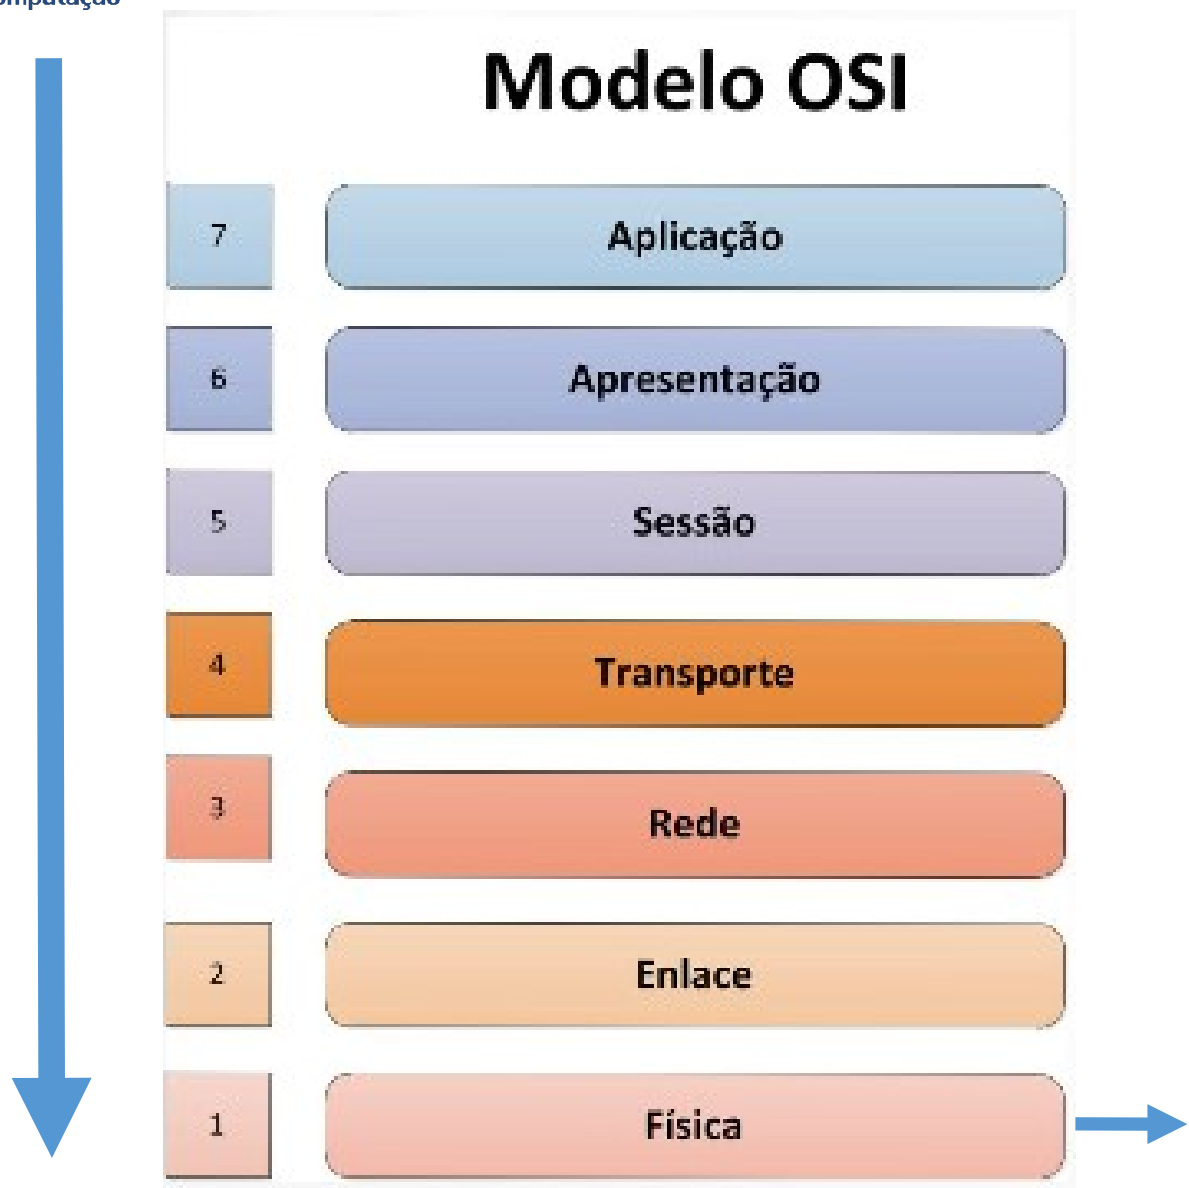 Modelo OSI
7 Aplicação
6 Apresentação
5 Sessão
4 Transporte
3 Rede
2 Enlace
1 Física